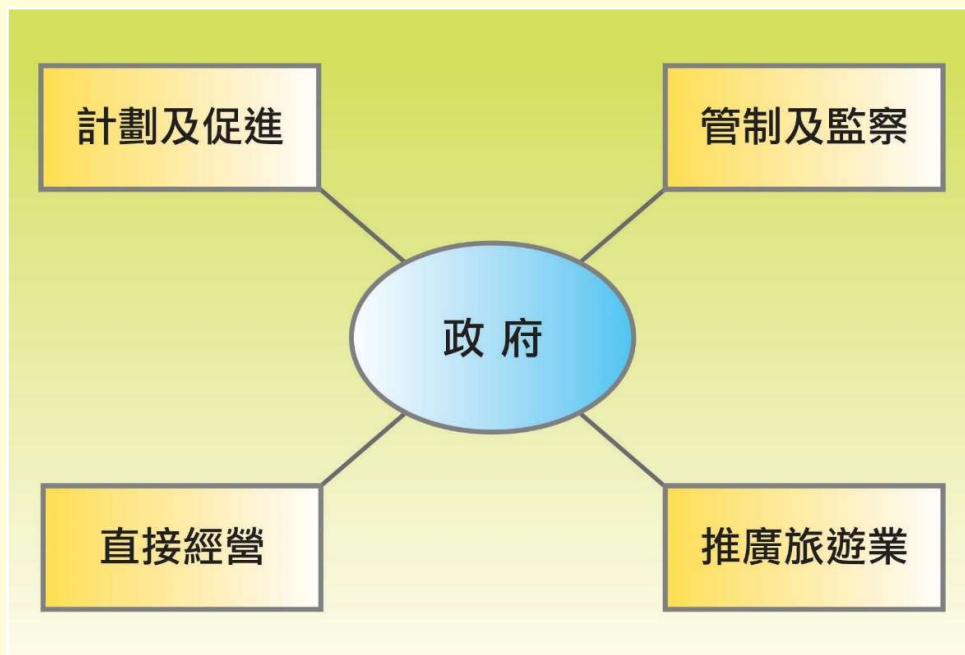 計劃及促進
管制及監察
政府
直接經營
推廣旅遊業